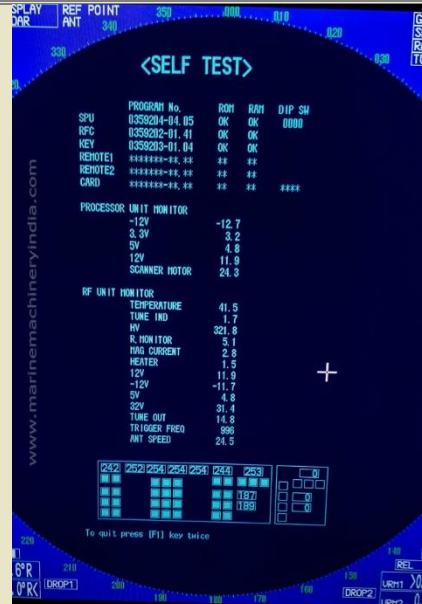 SPLAY REF POINT
DAR ANT
350 000 010
340 020
330 030
<SELF TEST>
PROGRAM No. ROM RAM DIP SW
SPU 0359204-04.05 OK OK 0000
RFC 0359202-01.41 OK OK
KEY 0359203-01.04 OK OK
REMOTE1 *******-**.** ** **
REMOTE2 *******-**.** ** **
CARD *******-**.** ** ** ****
PROCESSOR UNIT MONITOR
-12V -12.7
3.3V 3.2
5V 4.8
12V 11.9
SCANNER MOTOR 24.3
RF UNIT MONITOR
TEMPERATURE 41.5
TUNE IND 1.7
HV 321.8
R.MONITOR 5.1
MAG CURRENT 2.8
HEATER 1.5
12V 11.9
-12V -11.7
5V 4.8
32V 31.4
TUNE OUT 14.8
TRIGGER FREQ 996
ANT SPEED 24.5
242 252 254 254 254 244 253 0
187 0
189 0
To quit press [F1] key twice
220 140
210 150 REL
6°R DROP1 200 160 VRM1
0°R DROP2 VRM2
190 180 170
www.marinemachineryindia.com